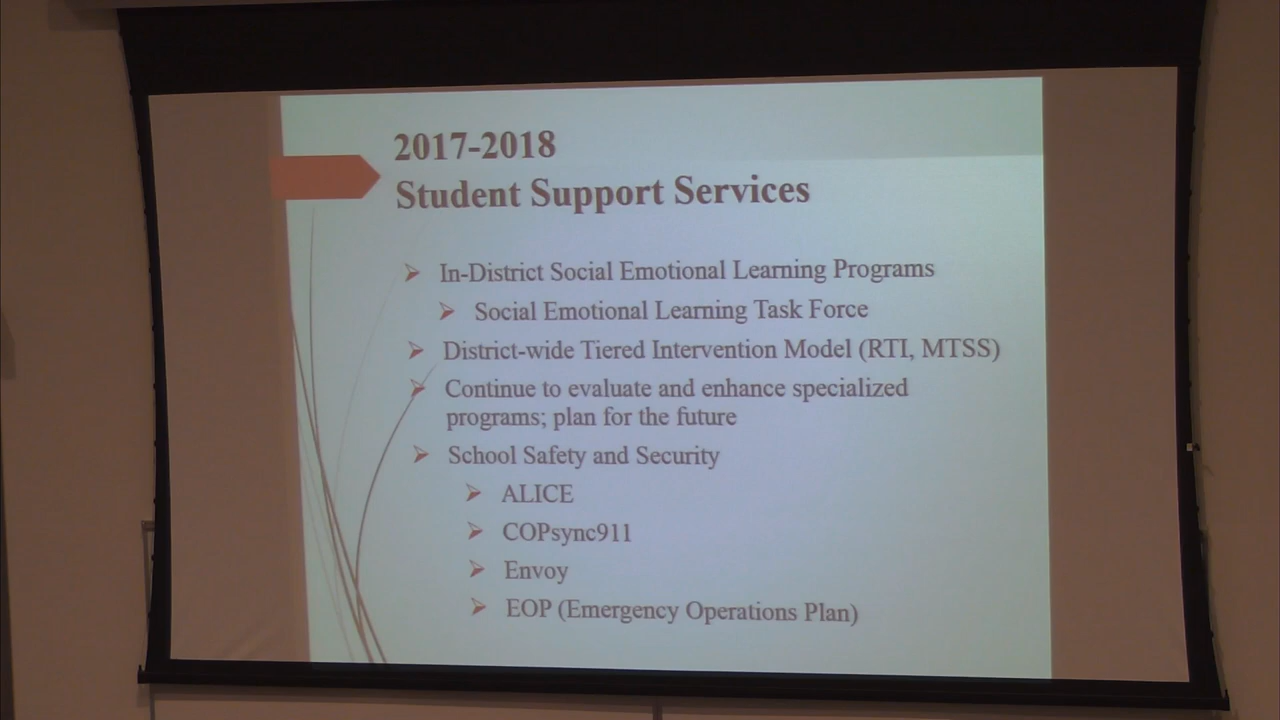 2017-2018
Student Support Services
In-District Social Emotional Learning Programs
Social Emotional Learning Task Force
District-wide Tiered Intervention Model (RTI, MTSS)
Continue to evaluate and enhance specialized
programs; plan for the future
School Safety and Security
ALICE
COPsync911
Envoy
EOP (Emergency Operations Plan)